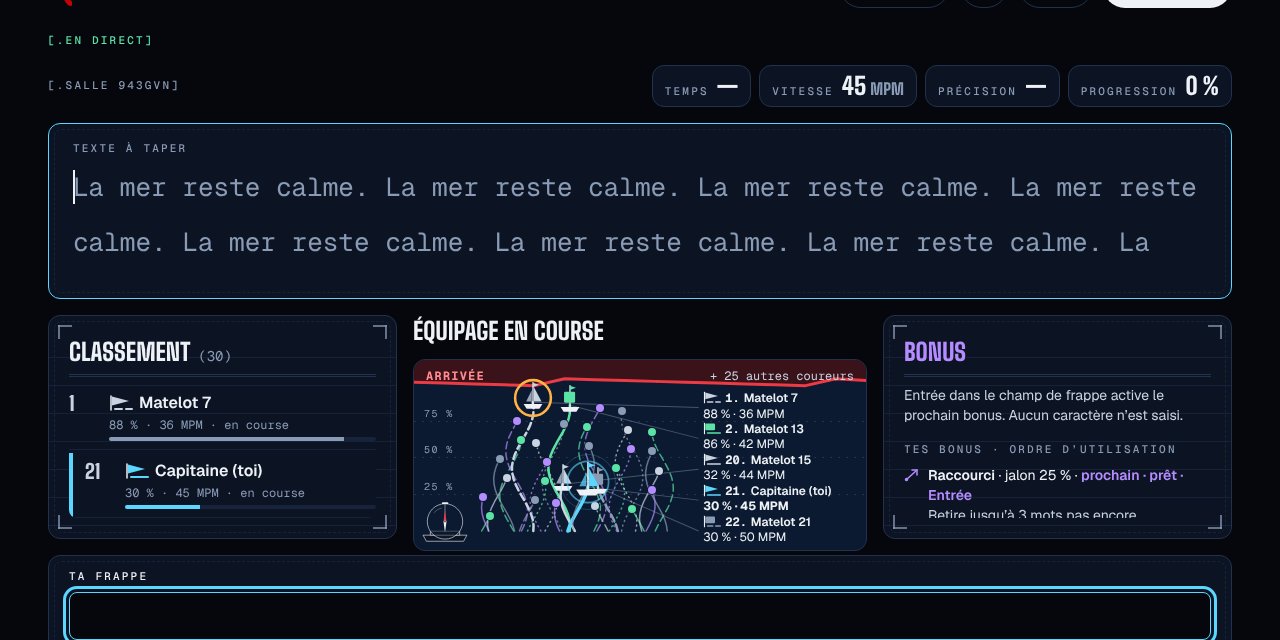 [.EN DIRECT]
[.SALLE 943GVN]
TEMPS —
VITESSE 45 MPM
PRÉCISION —
PROGRESSION 0 %
TEXTE À TAPER
La mer reste calme. La mer reste calme. La mer reste calme. La mer reste
calme. La mer reste calme. La mer reste calme. La mer reste calme. La
CLASSEMENT (30)
1 Matelot 7
88 % · 36 MPM · en course
21 Capitaine (toi)
30 % · 45 MPM · en course
ÉQUIPAGE EN COURSE
ARRIVÉE
+ 25 autres coureurs
75 %
50 %
25 %
1. Matelot 7
88 % · 36 MPM
2. Matelot 13
86 % · 42 MPM
20. Matelot 15
32 % · 44 MPM
21. Capitaine (toi)
30 % · 45 MPM
22. Matelot 21
30 % · 50 MPM
BONUS
Entrée dans le champ de frappe active le
prochain bonus. Aucun caractère n'est saisi.
TES BONUS · ORDRE D'UTILISATION
Raccourci · jalon 25 % · prochain · prêt ·
Entrée
Retire jusqu'à 3 mots pas encore
TA FRAPPE